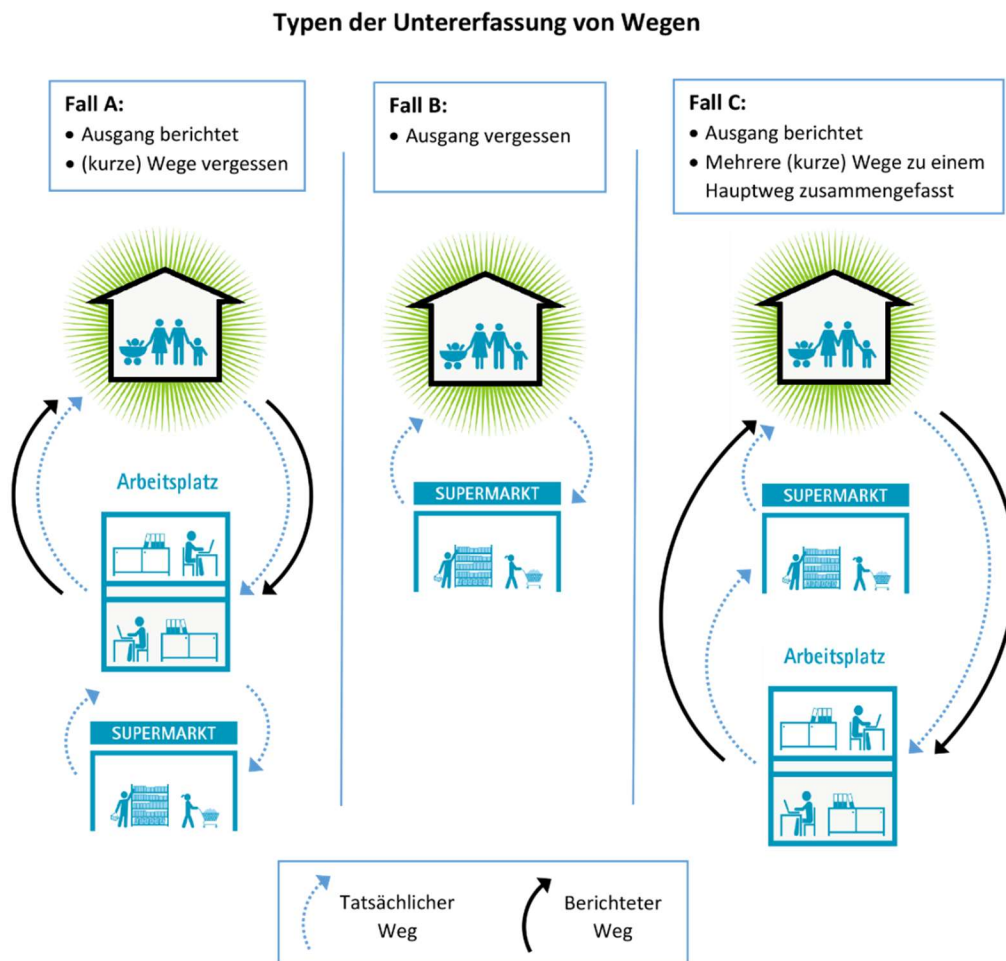 Typen der Untererfassung von Wegen
Fall A:
• Ausgang berichtet
• (kurze) Wege vergessen
Fall B:
• Ausgang vergessen
Fall C:
• Ausgang berichtet
• Mehrere (kurze) Wege zu einem
Hauptweg zusammengefasst
Arbeitsplatz
SUPERMARKT
SUPERMARKT
SUPERMARKT
Arbeitsplatz
Tatsächlicher
Weg
Berichteter
Weg